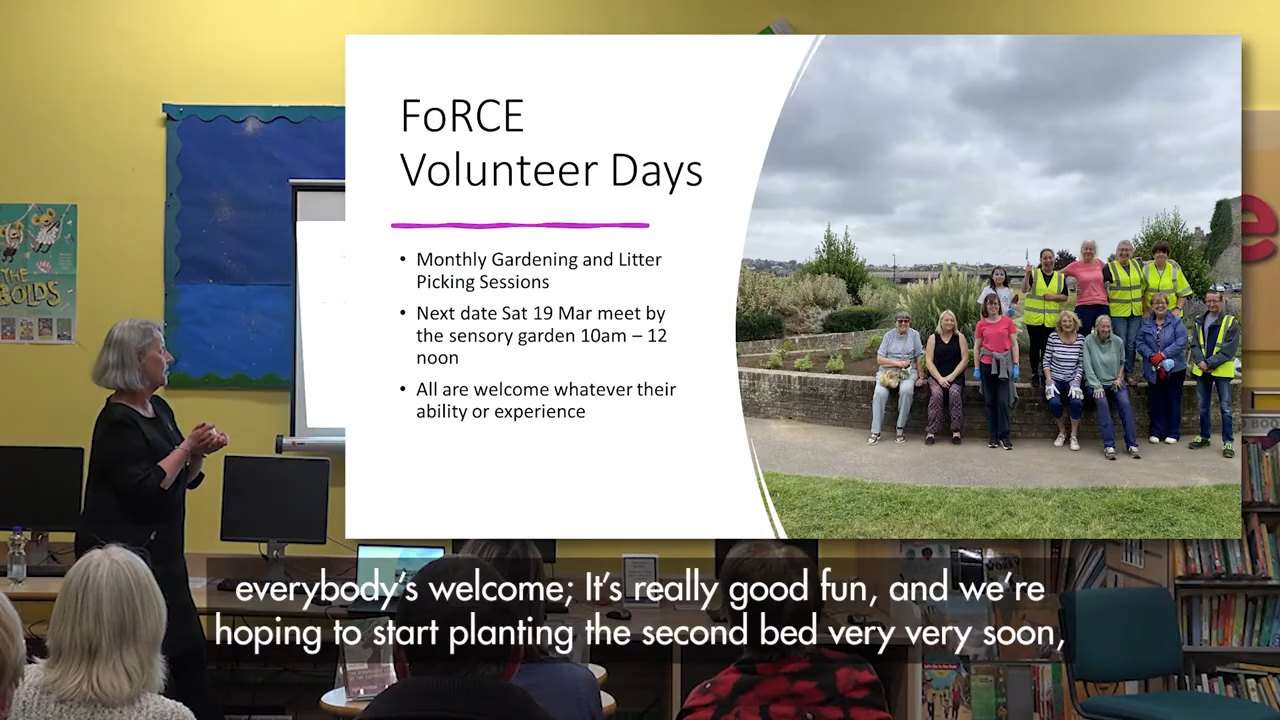 FoRCE
Volunteer Days
• Monthly Gardening and Litter
Picking Sessions
• Next date Sat 19 Mar meet by
the sensory garden 10am – 12
noon
• All are welcome whatever their
ability or experience
THE
everybody's welcome; It's really good fun, and we're
hoping to start planting the second bed very very soon,